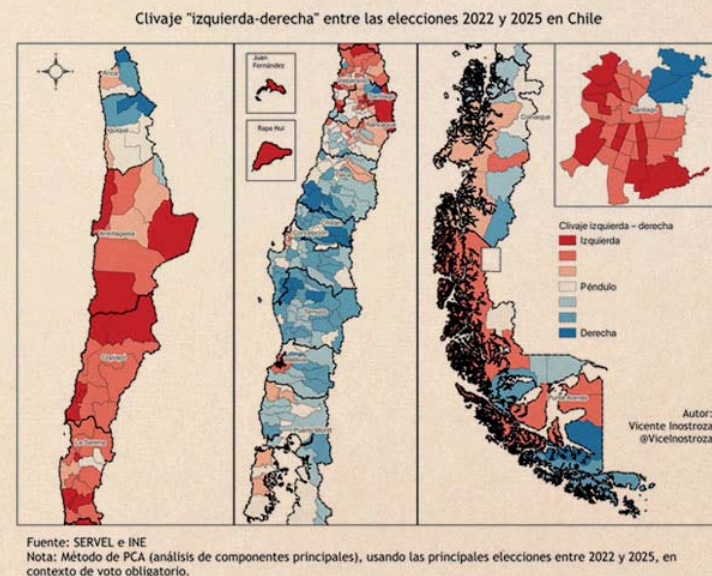 Clivaje "izquierda-derecha" entre las elecciones 2022 y 2025 en Chile
Arica
Iquique
Antofagasta
Copiapó
La Serena
Juan
Fernández
Rapa Nui
Valparaíso
Santiago
Rancagua
Chillán
Concepción
Temuco
Valdivia
Puerto Montt
Coihaique
Punta Arenas
Santiago
Clivaje izquierda – derecha
Izquierda
Péndulo
Derecha
Autor:
Vicente Inostroza
@ViceInostroza
Fuente: SERVEL e INE
Nota: Método de PCA (análisis de componentes principales), usando las principales elecciones entre 2022 y 2025, en
contexto de voto obligatorio.